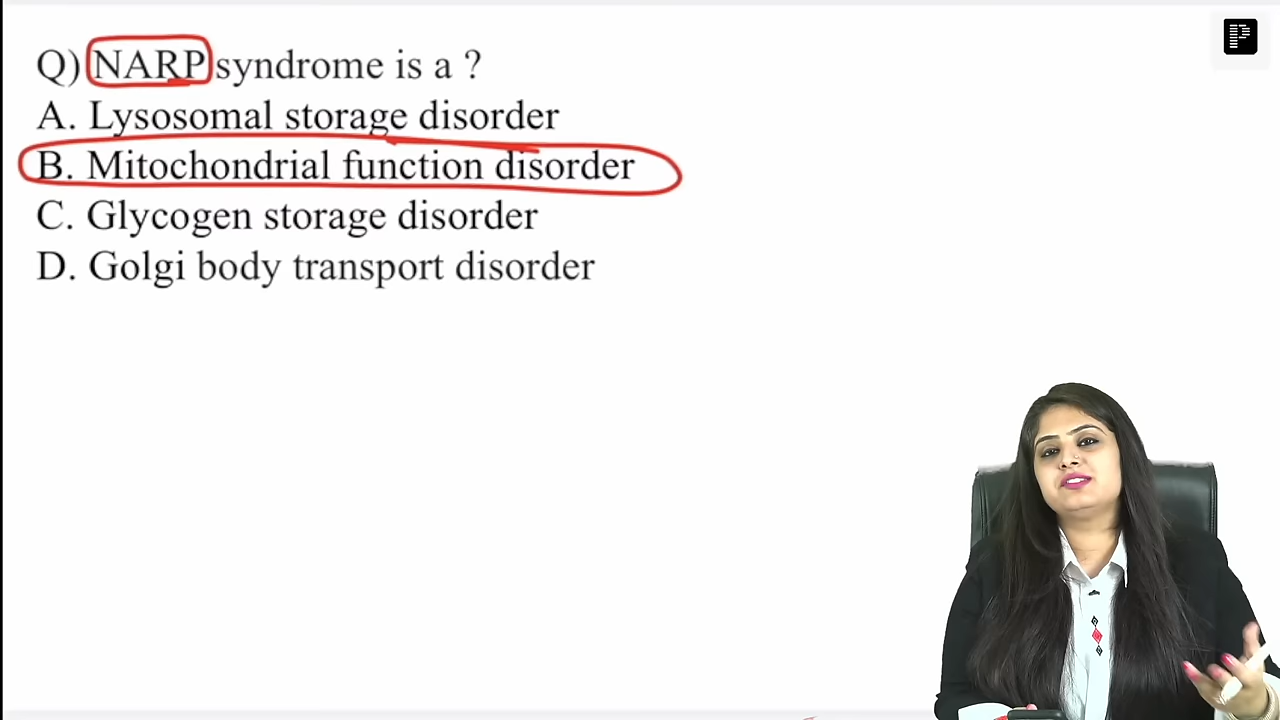 Q) NARP syndrome is a ?
A. Lysosomal storage disorder
B. Mitochondrial function disorder
C. Glycogen storage disorder
D. Golgi body transport disorder
P